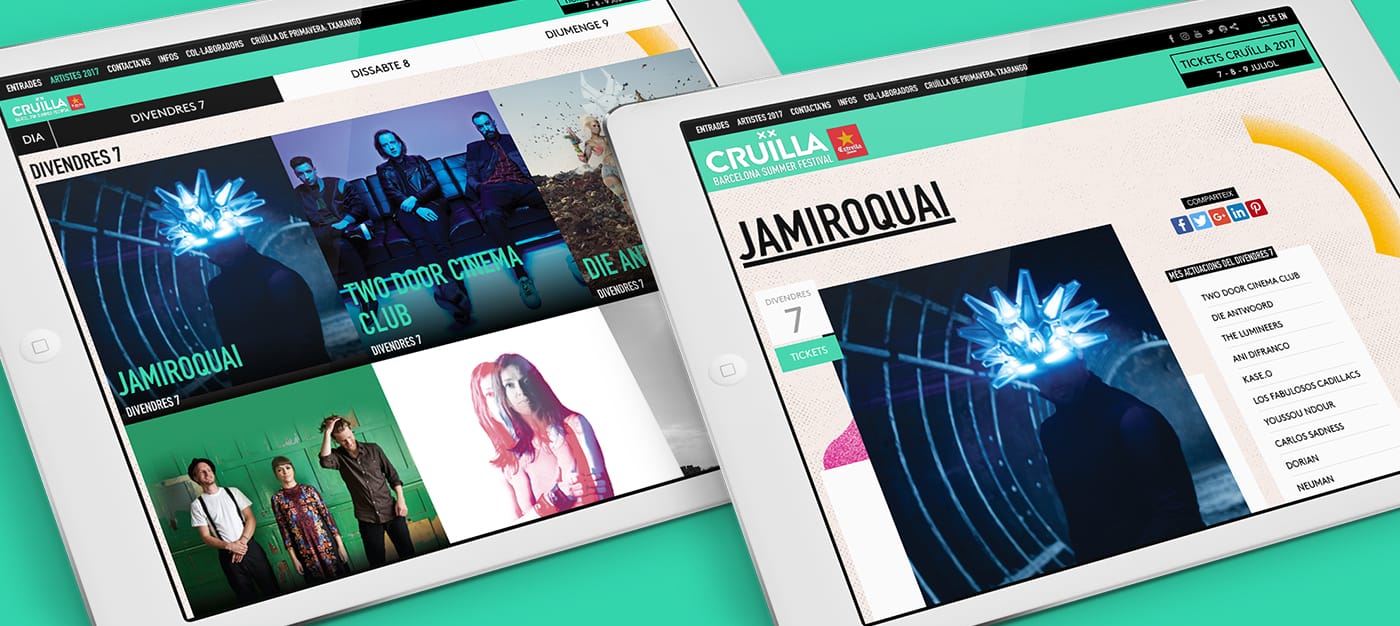 7 - 8 - 9 JULIOL
ENTRADES ARTISTES 2017 CONTACTA'NS INFOS COL·LABORADORS CRUÏLLA DE PRIMAVERA. TXARANGO
CRUÏLLA
DIA
DIVENDRES 7
DISSABTE 8
DIUMENGE 9
DIVENDRES 7
JAMIROQUAI
DIVENDRES 7
TWO DOOR CINEMA
CLUB
DIVENDRES 7
DIE AN
DIVENDRES 7
CA ES EN
ENTRADES ARTISTES 2017 CONTACTA'NS INFOS COL·LABORADORS CRUÏLLA DE PRIMAVERA. TXARANGO
TICKETS CRUÏLLA 2017
7 - 8 - 9 JULIOL
CRUÏLLA
Estrella
BARCELONA SUMMER FESTIVAL
JAMIROQUAI
DIVENDRES
7
TICKETS
COMPARTEIX
MÉS ACTUACIONS DEL DIVENDRES 7
TWO DOOR CINEMA CLUB
DIE ANTWOORD
THE LUMINEERS
ANI DIFRANCO
KASE.O
LOS FABULOSOS CADILLACS
YOUSSOU NDOUR
CARLOS SADNESS
DORIAN
NEUMAN